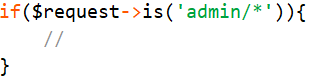 if($request->is('admin/*')){
    //
}